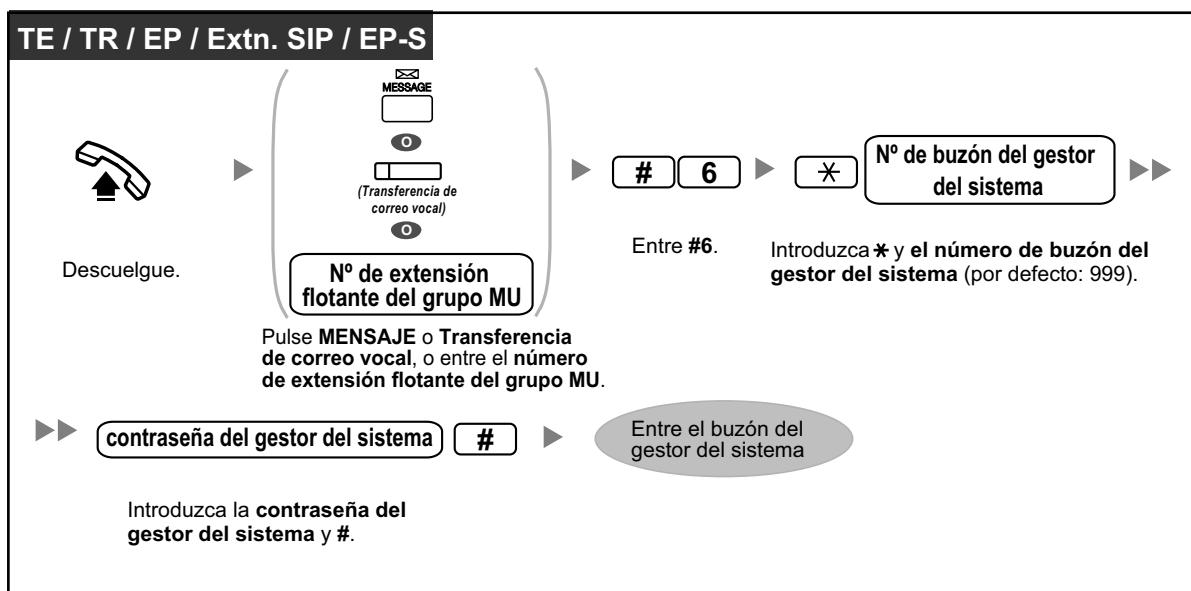 TE / TR / EP / Extn. SIP / EP-S
MESSAGE
O
(Transferencia de
correo vocal)
O
Nº de extensión
flotante del grupo MU
# 6
* Nº de buzón del gestor
del sistema
Descuelgue.
Pulse MENSAJE o Transferencia
de correo vocal, o entre el número
de extensión flotante del grupo MU.
Entre #6.
Introduzca * y el número de buzón del
gestor del sistema (por defecto: 999).
contraseña del gestor del sistema #
Entre el buzón del
gestor del sistema
Introduzca la contraseña del
gestor del sistema y #.